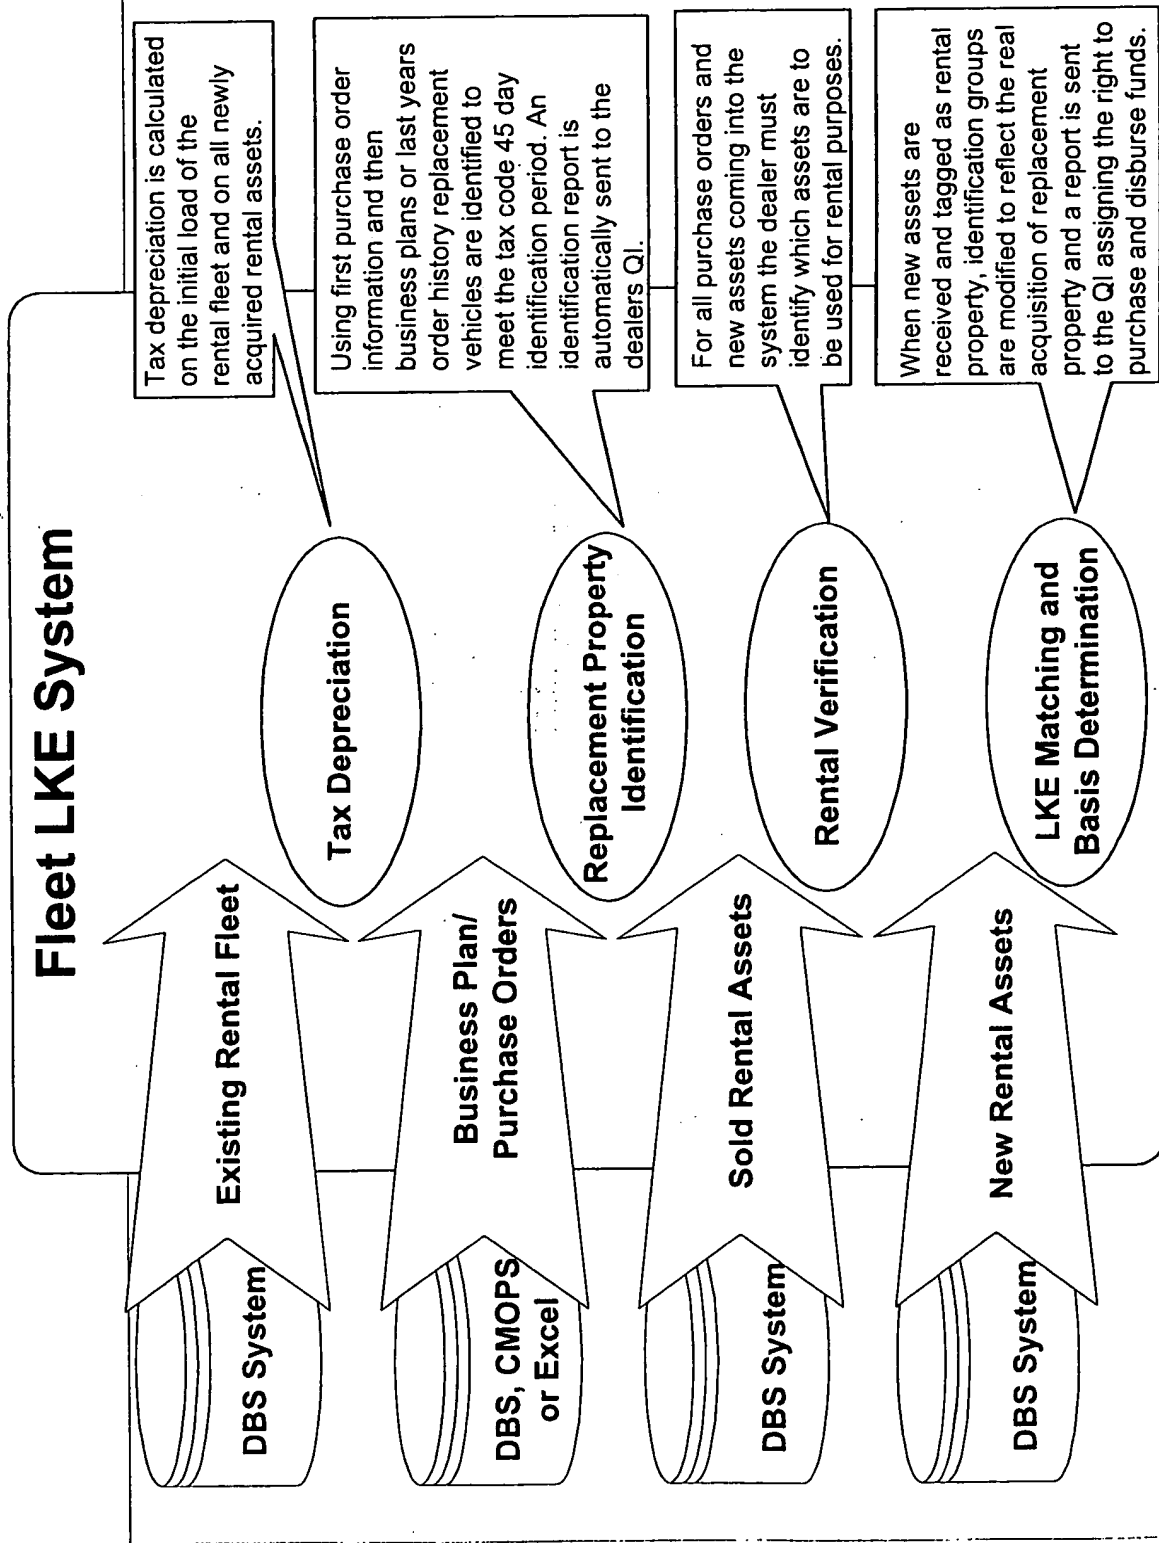 Fleet LKE System
DBS System
Existing Rental Fleet
Tax Depreciation
Tax depreciation is calculated
on the initial load of the
rental fleet and on all newly
acquired rental assets.
DBS, CMOPS
or Excel
Business Plan/
Purchase Orders
Replacement Property
Identification
Using first purchase order
information and then
business plans or last years
order history replacement
vehicles are identified to
meet the tax code 45 day
identification period. An
identification report is
automatically sent to the
dealers QI.
DBS System
Sold Rental Assets
Rental Verification
For all purchase orders and
new assets coming into the
system the dealer must
identify which assets are to
be used for rental purposes.
DBS System
New Rental Assets
LKE Matching and
Basis Determination
When new assets are
received and tagged as rental
property, identification groups
are modified to reflect the real
acquisition of replacement
property and a report is sent
to the QI assigning the right to
purchase and disburse funds.